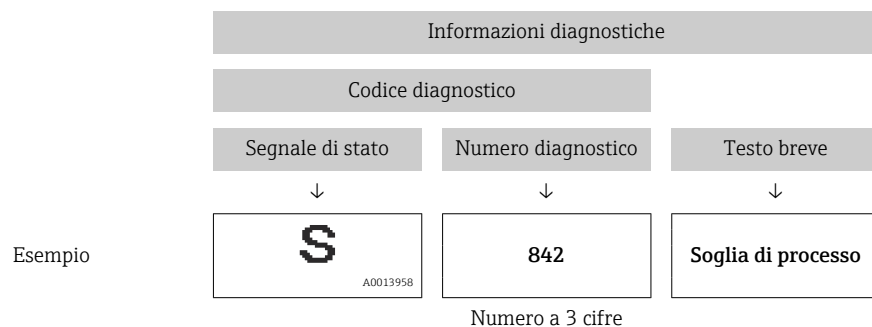 Informazioni diagnostiche
Codice diagnostico
Segnale di stato Numero diagnostico Testo breve
↓ ↓ ↓
Esempio S 842 Soglia di processo
A0013958
Numero a 3 cifre